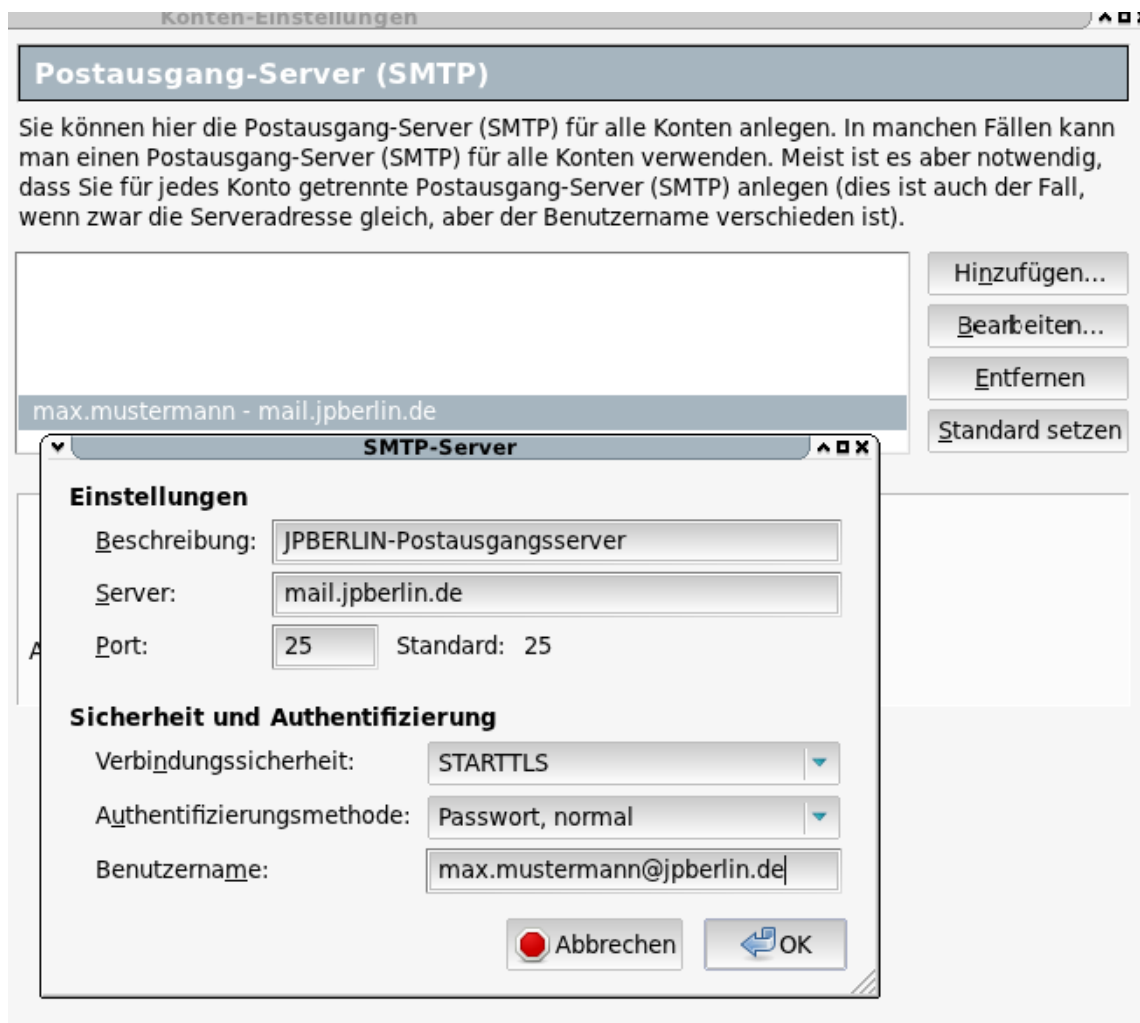 Konten-Einstellungen
Postausgang-Server (SMTP)
Sie können hier die Postausgang-Server (SMTP) für alle Konten anlegen. In manchen Fällen kann
man einen Postausgang-Server (SMTP) für alle Konten verwenden. Meist ist es aber notwendig,
dass Sie für jedes Konto getrennte Postausgang-Server (SMTP) anlegen (dies ist auch der Fall,
wenn zwar die Serveradresse gleich, aber der Benutzername verschieden ist).
Hinzufügen...
Bearbeiten...
Entfernen
max.mustermann - mail.jpberlin.de
Standard setzen
SMTP-Server
Einstellungen
Beschreibung: JPBERLIN-Postausgangsserver
Server: mail.jpberlin.de
A
Port: 25 Standard: 25
Sicherheit und Authentifizierung
Verbindungssicherheit: STARTTLS
Authentifizierungsmethode: Passwort, normal
Benutzername: max.mustermann@jpberlin.de
Abbrechen OK